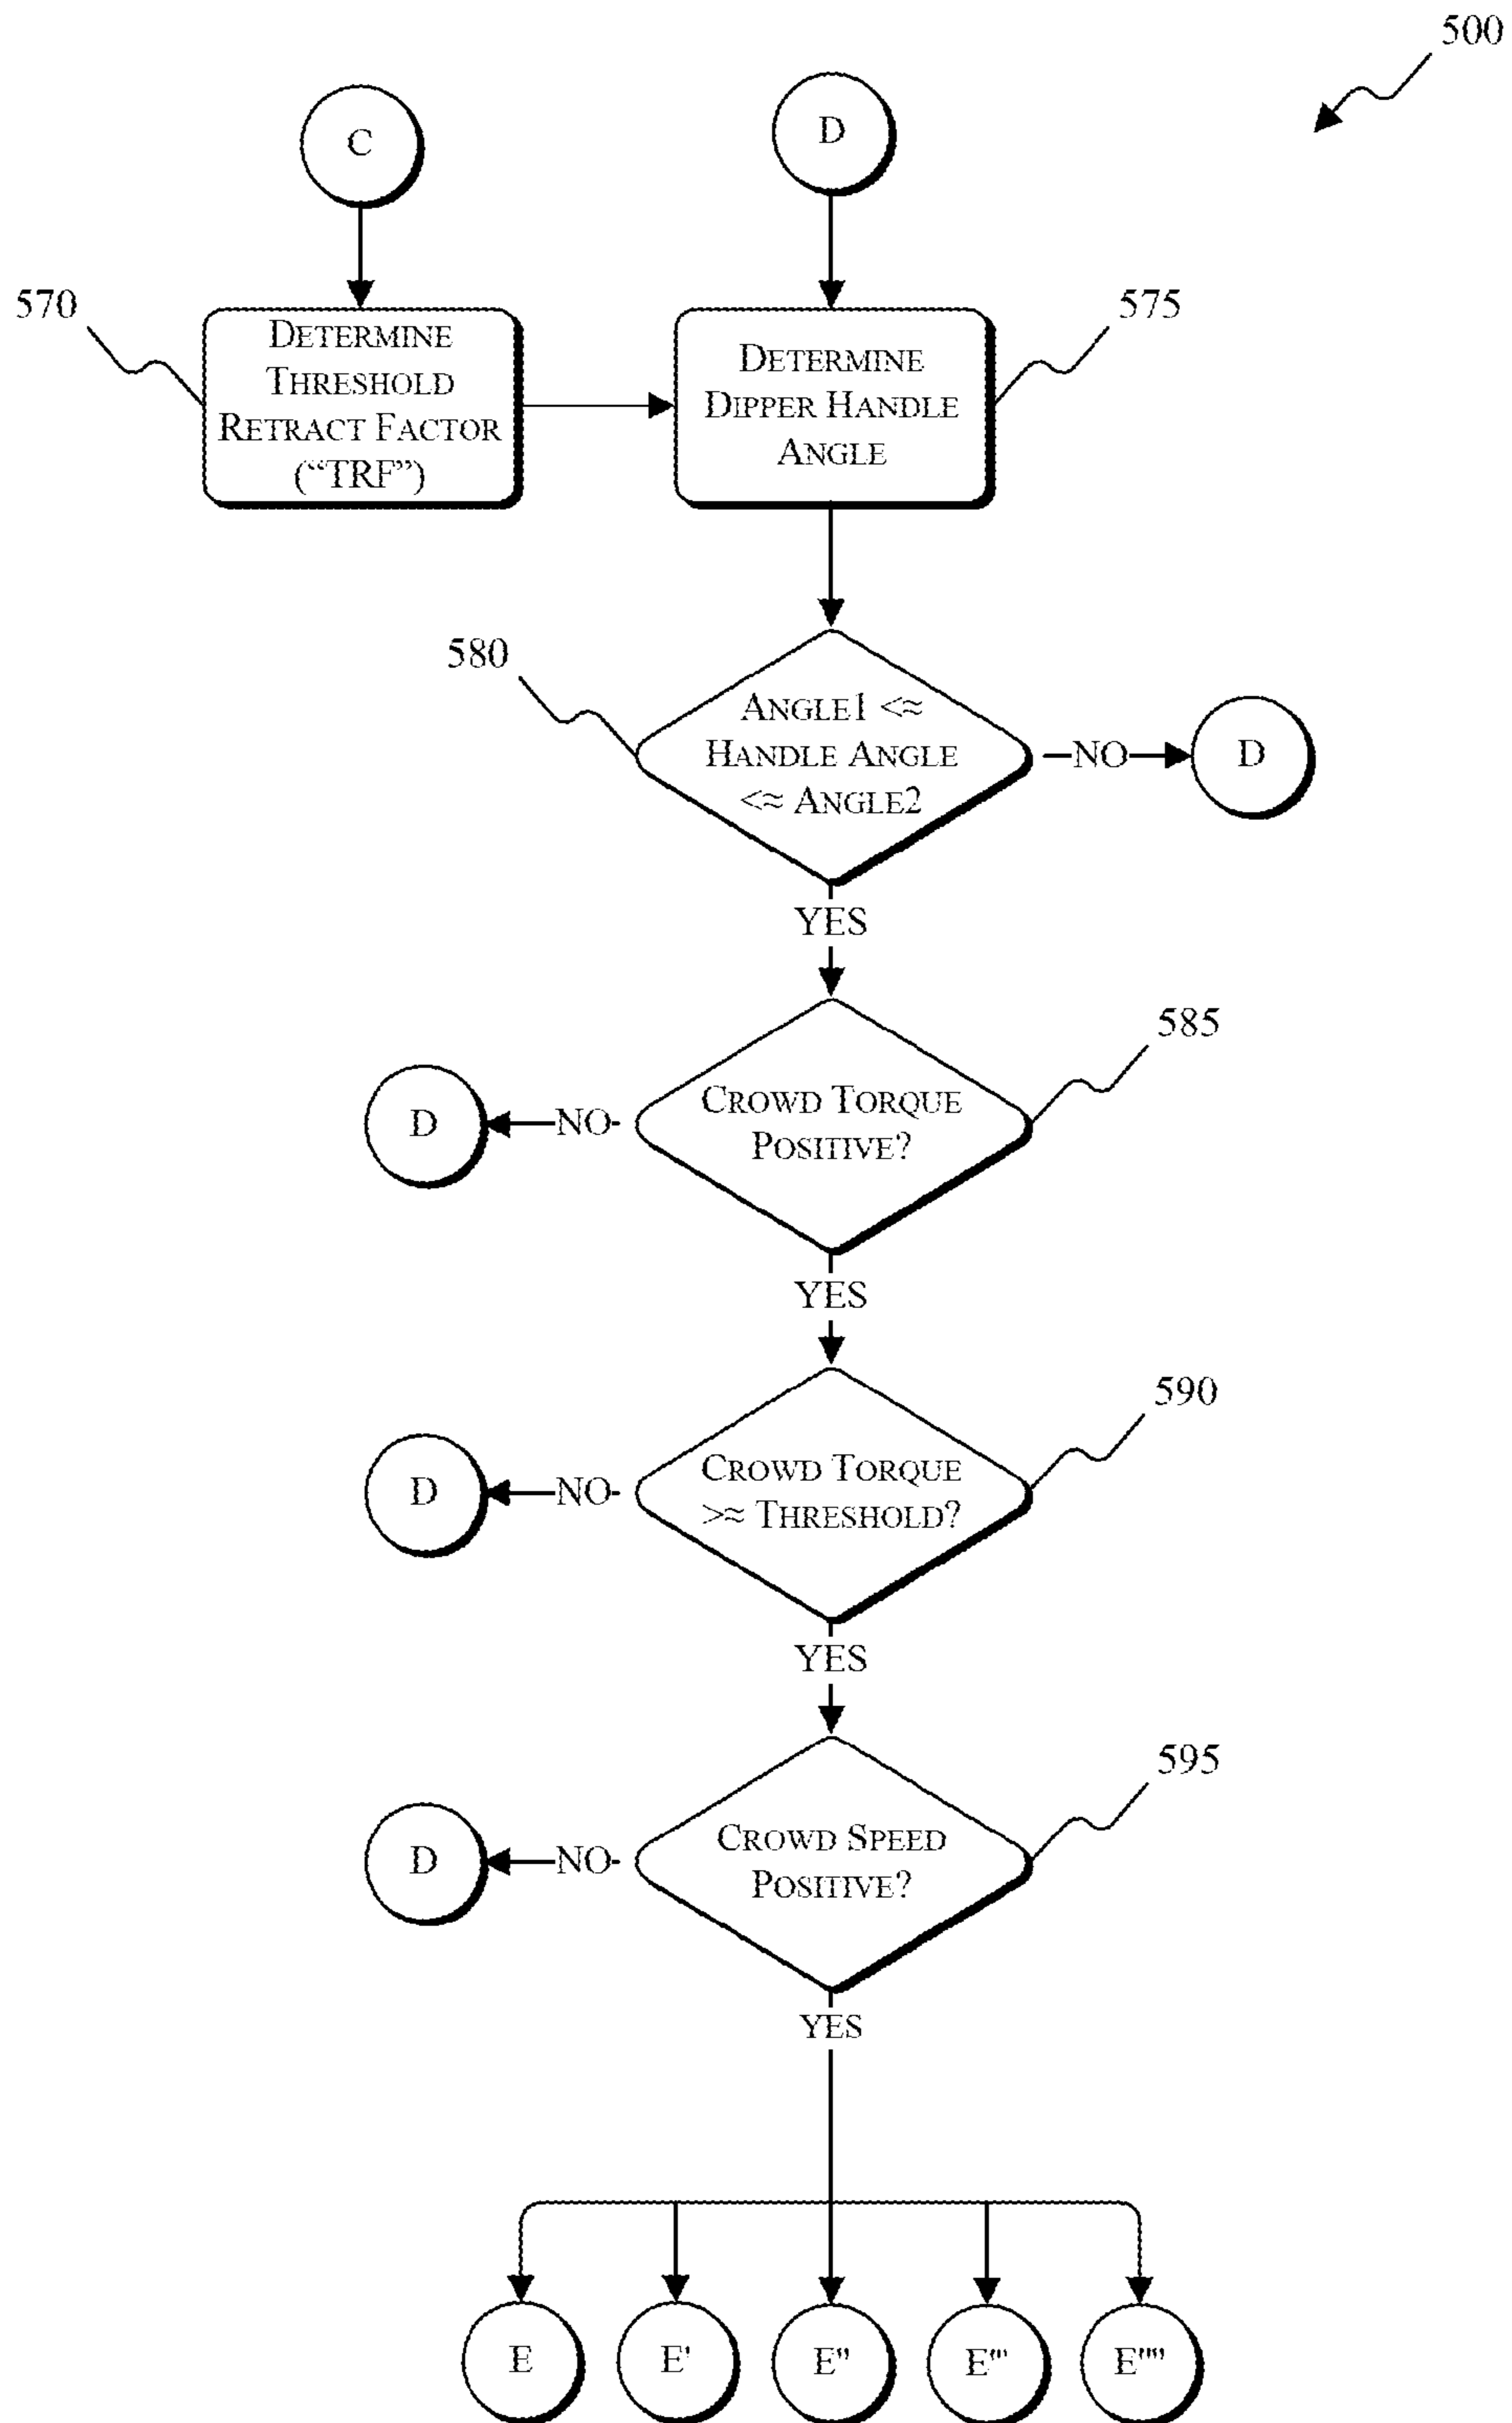 500
C
D
570
DETERMINE
THRESHOLD
RETRACT FACTOR
(“TRF”)
575
DETERMINE
DIPPER HANDLE
ANGLE
580
ANGLE1 <≈
HANDLE ANGLE
<≈ ANGLE2
NO
D
YES
585
CROWD TORQUE
POSITIVE?
NO
D
YES
590
CROWD TORQUE
>≈ THRESHOLD?
NO
D
YES
595
CROWD SPEED
POSITIVE?
NO
D
YES
E
E'
E''
E'''
E''''